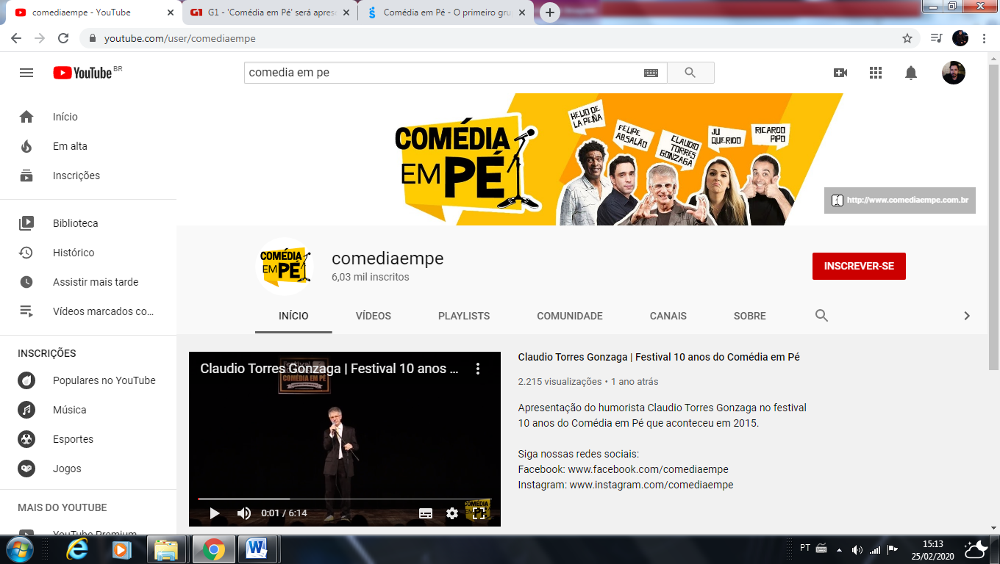 comediaempe - YouTube
G1 - 'Comédia em Pé' será apres
Comédia em Pé - O primeiro gru
youtube.com/user/comediaempe
YouTube BR
comedia em pe
Início
Em alta
Inscrições
Biblioteca
Histórico
Assistir mais tarde
Vídeos marcados co...
INSCRIÇÕES
Populares no YouTube
Música
Esportes
Jogos
MAIS DO YOUTUBE
YouTube Premium
COMÉDIA
EM PÉ
HELIO DE
LA PEÑA
FELIPE
ABSALÃO
CLAUDIO
TORRES
GONZAGA
JU
QUERIDO
RICARDO
PIPO
http://www.comediaempe.com.br
COMÉDIA
EM PÉ
comediaempe
6,03 mil inscritos
INSCREVER-SE
INÍCIO
VÍDEOS
PLAYLISTS
COMUNIDADE
CANAIS
SOBRE
Claudio Torres Gonzaga | Festival 10 anos ...
Festival
COMÉDIA EM PÉ
0:01 / 6:14
COMÉDIA
EM PÉ
Claudio Torres Gonzaga | Festival 10 anos do Comédia em Pé
2.215 visualizações • 1 ano atrás
Apresentação do humorista Claudio Torres Gonzaga no festival
10 anos do Comédia em Pé que aconteceu em 2015.
Siga nossas redes sociais:
Facebook: www.facebook.com/comediaempe
Instagram: www.instagram.com/comediaempe
PT
15:13
25/02/2020